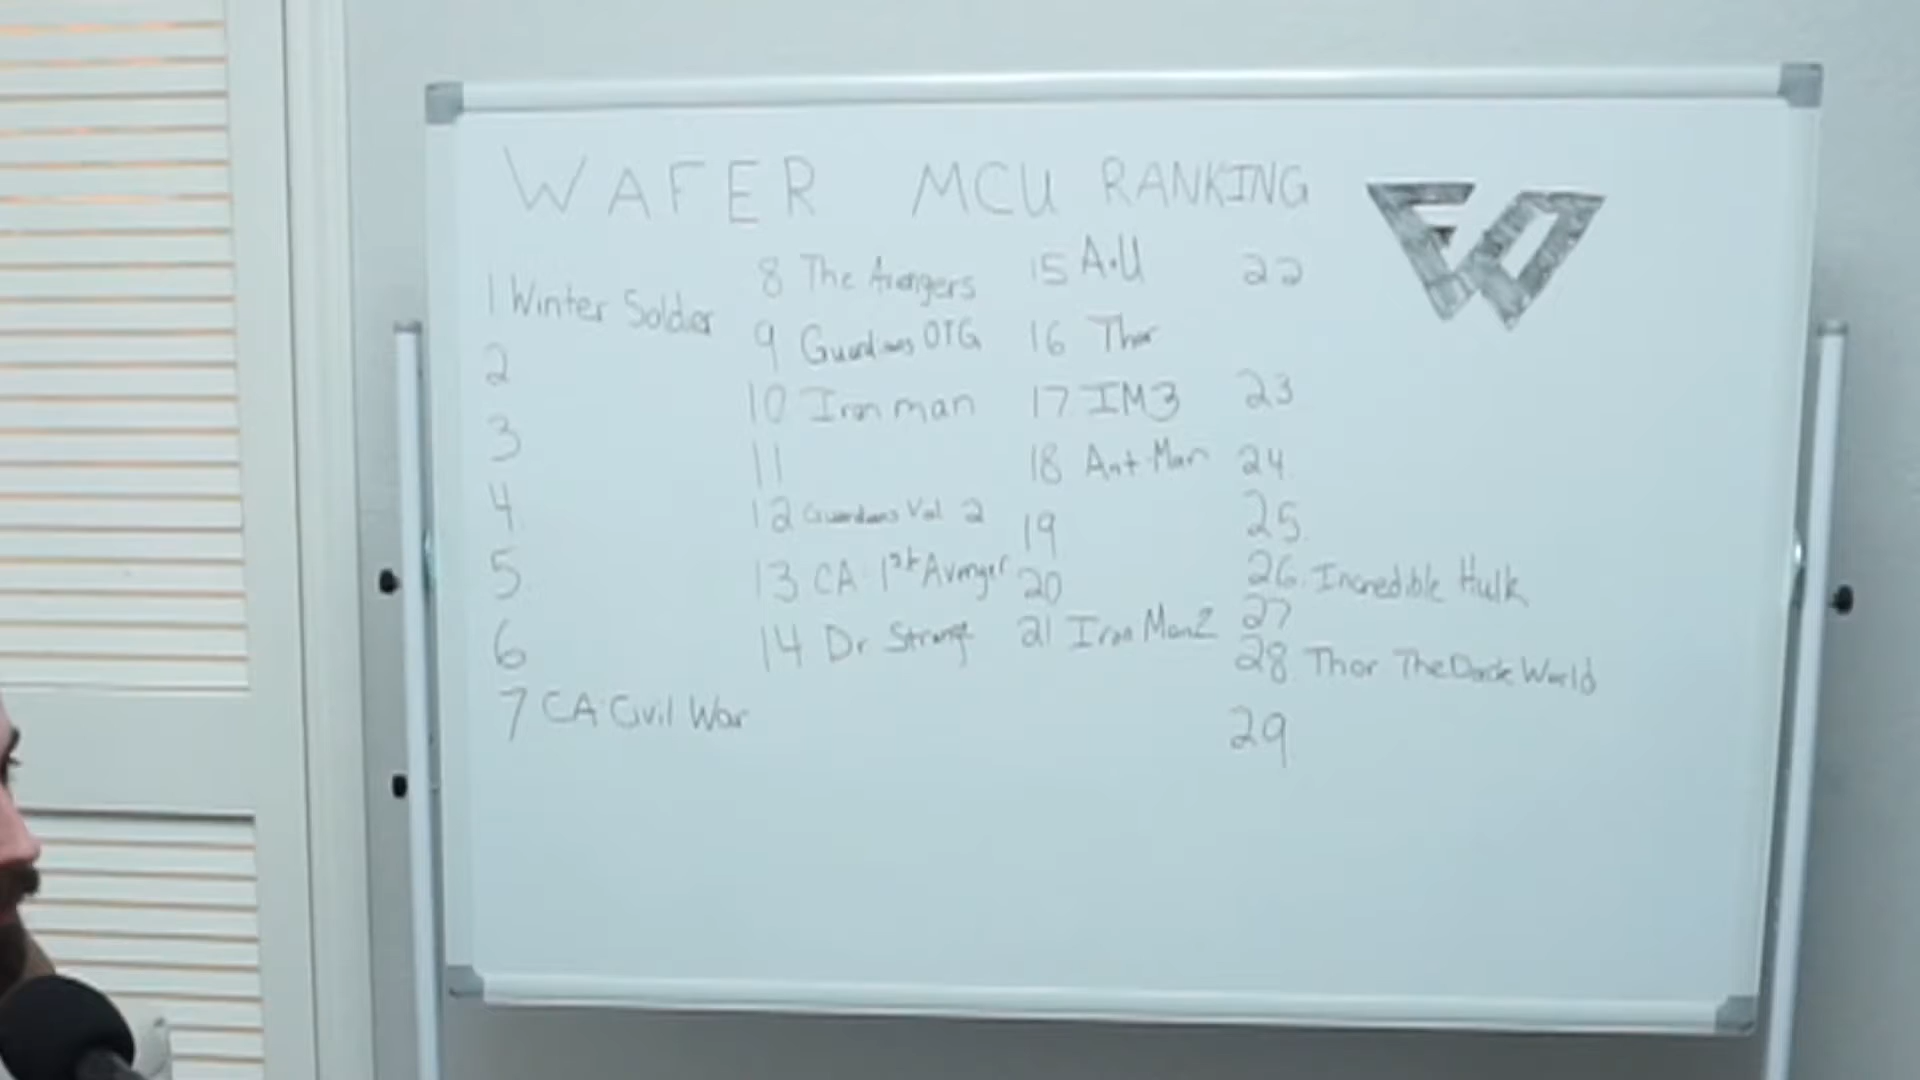 WAFER MCU RANKING
1 Winter Soldier
2
3
4
5
6
7 CA Civil War
8 The Avengers
9 Guardians OTG
10 Iron man
11
12 Guardians Vol 2
13 CA 1st Avenger
14 Dr Strange
15 A.U
16 Thor
17 IM3
18 Ant-Man
19
20
21 Iron Man 2
22
23
24
25
26. Incredible Hulk
27
28 Thor The Dark World
29